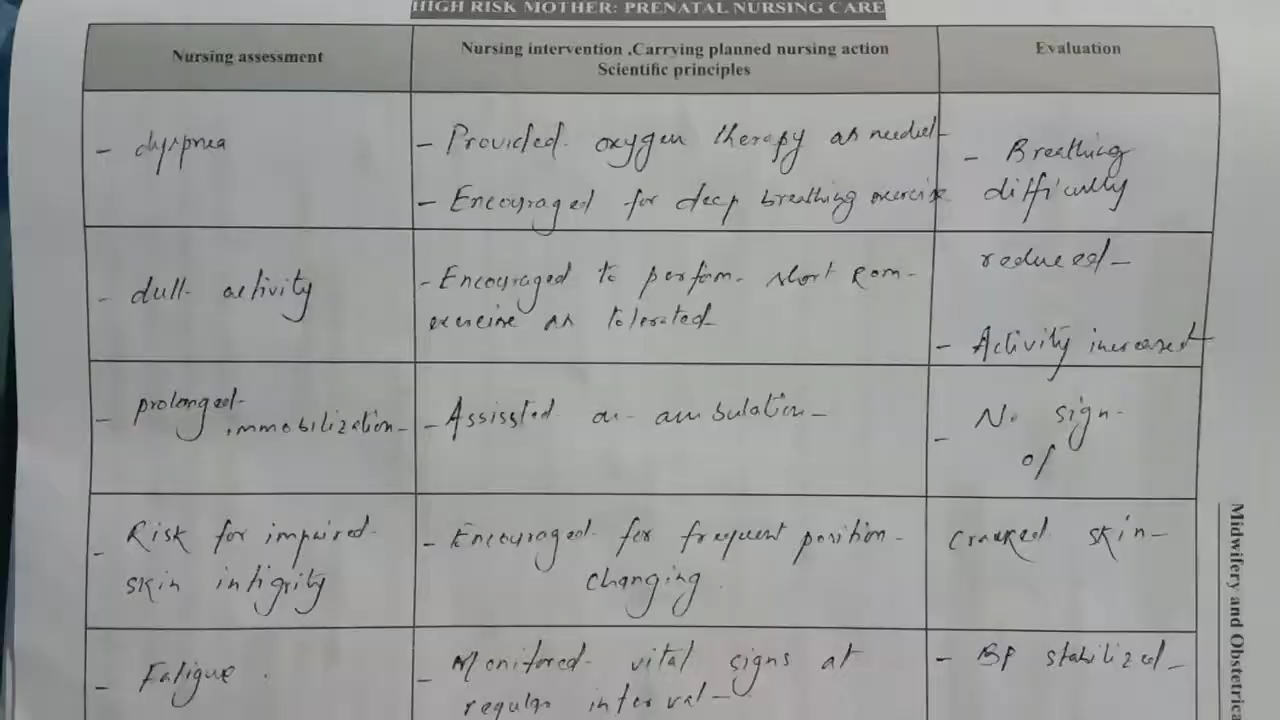 HIGH RISK MOTHER: PRENATAL NURSING CARE
Nursing assessment
Nursing intervention .Carrying planned nursing action
Scientific principles
Evaluation
- dyspnea
- Provided oxygen therapy as needed
- Encouraged for deep breathing exercise
- Breathing
difficulty
reduced
- dull activity
- Encouraged to perform short Rom
exercise as tolerated
- Activity increased
- prolonged
immobilization
- Assissted on ambulation
- No sign
of
cracked skin
- Risk for impaired
skin intigrity
- Encouraged for frequent position
changing
- Fatigue .
- Monitored vital signs at
regular interval
- BP stabilized
Midwifery and Obstetrica